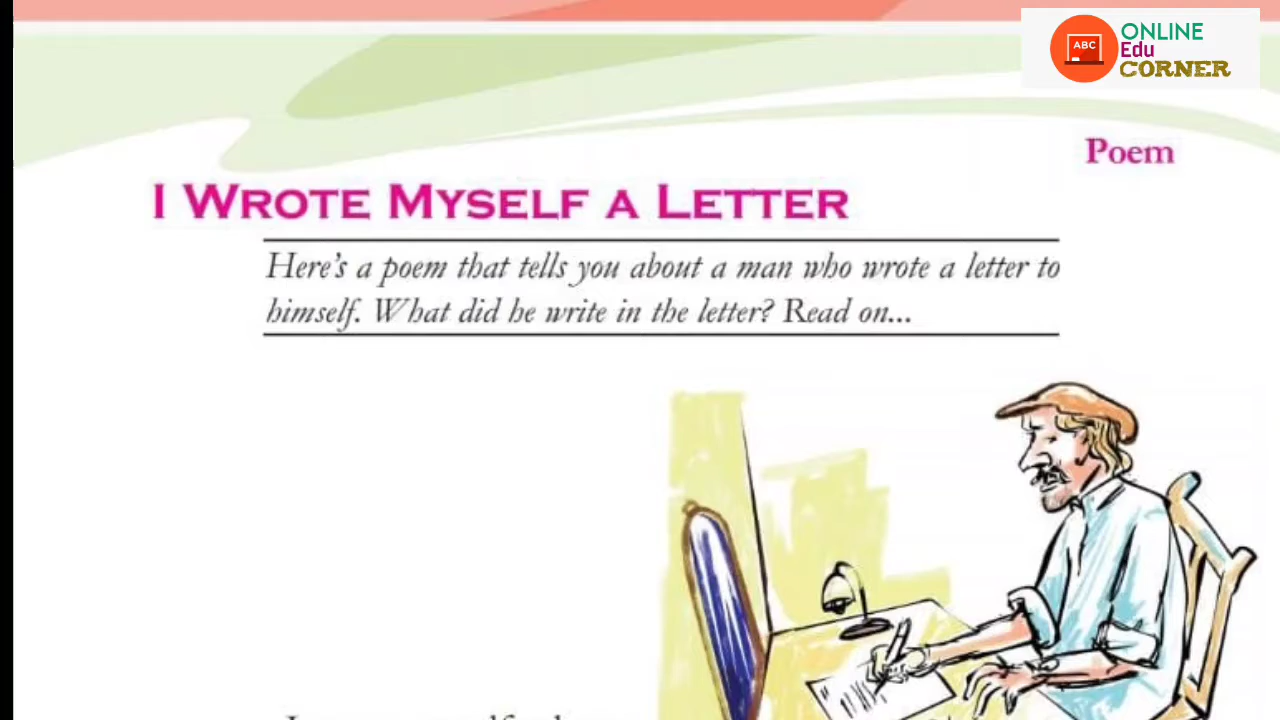 ABC
ONLINE
Edu
CORNER
Poem
I WROTE MYSELF A LETTER
Here's a poem that tells you about a man who wrote a letter to
himself. What did he write in the letter? Read on...